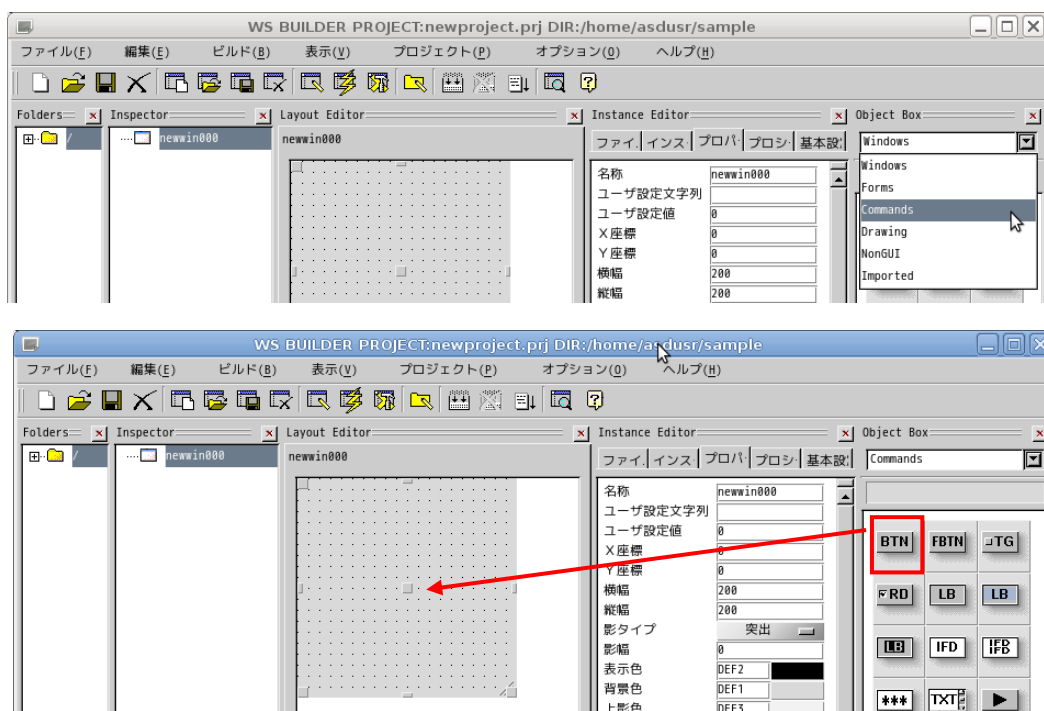 WS BUILDER PROJECT:newproject.prj DIR:/home/asdusr/sample
ファイル(F) 編集(E) ビルド(B) 表示(V) プロジェクト(P) オプション(O) ヘルプ(H)
Folders Inspector Layout Editor Instance Editor Object Box
/ newwin000 newwin000 ファイ. インス プロパ プロシ 基本設 Windows
名称 newwin000
ユーザ設定文字列
ユーザ設定値 0
X座標 0
Y座標 0
横幅 200
縦幅 200
Windows
Forms
Commands
Drawing
NonGUI
Imported
WS BUILDER PROJECT:newproject.prj DIR:/home/asdusr/sample
ファイル(F) 編集(E) ビルド(B) 表示(V) プロジェクト(P) オプション(O) ヘルプ(H)
Folders Inspector Layout Editor Instance Editor Object Box
/ newwin000 newwin000 ファイ. インス プロパ プロシ 基本設 Commands
名称 newwin000
ユーザ設定文字列
ユーザ設定値 0
X座標 0
Y座標 0
横幅 200
縦幅 200
影タイプ 突出
影幅 0
表示色 DEF2
背景色 DEF1
上影色 DEF3
BTN FBTN TG
RD LB LB
LB IFD IFD IFD
*** TXT